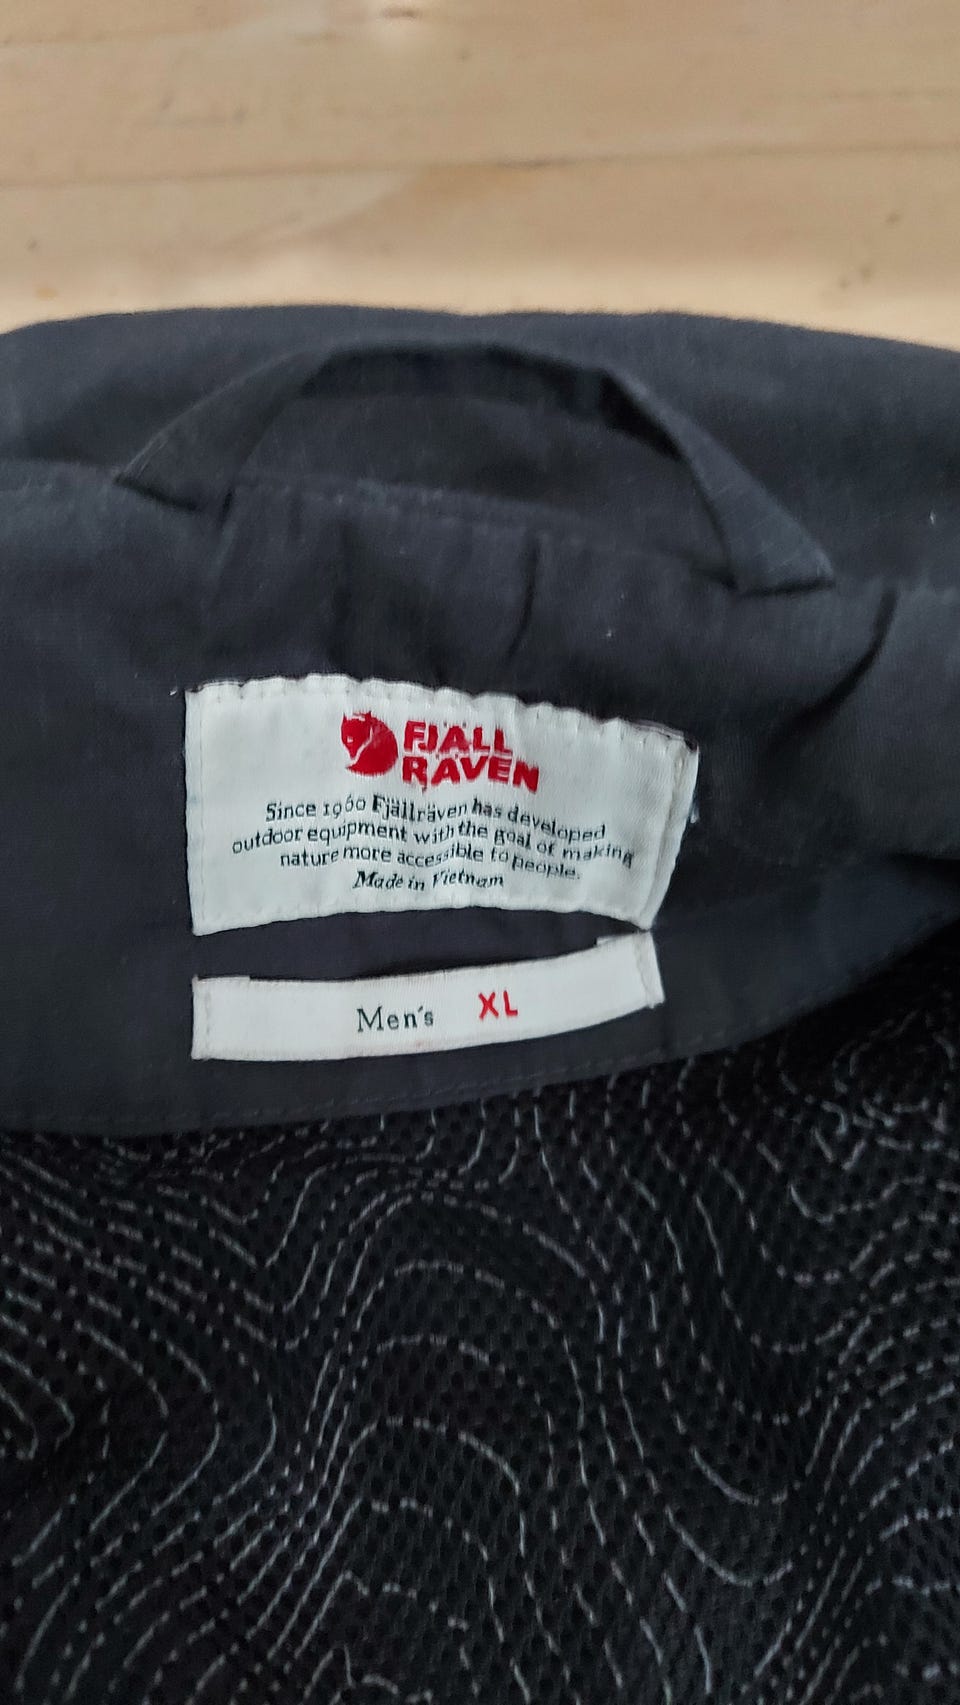 FJÄLL
RÄVEN
Since 1960 Fjällräven has developed
outdoor equipment with the goal of making
nature more accessible to people.
Made in Vietnam
Men's XL